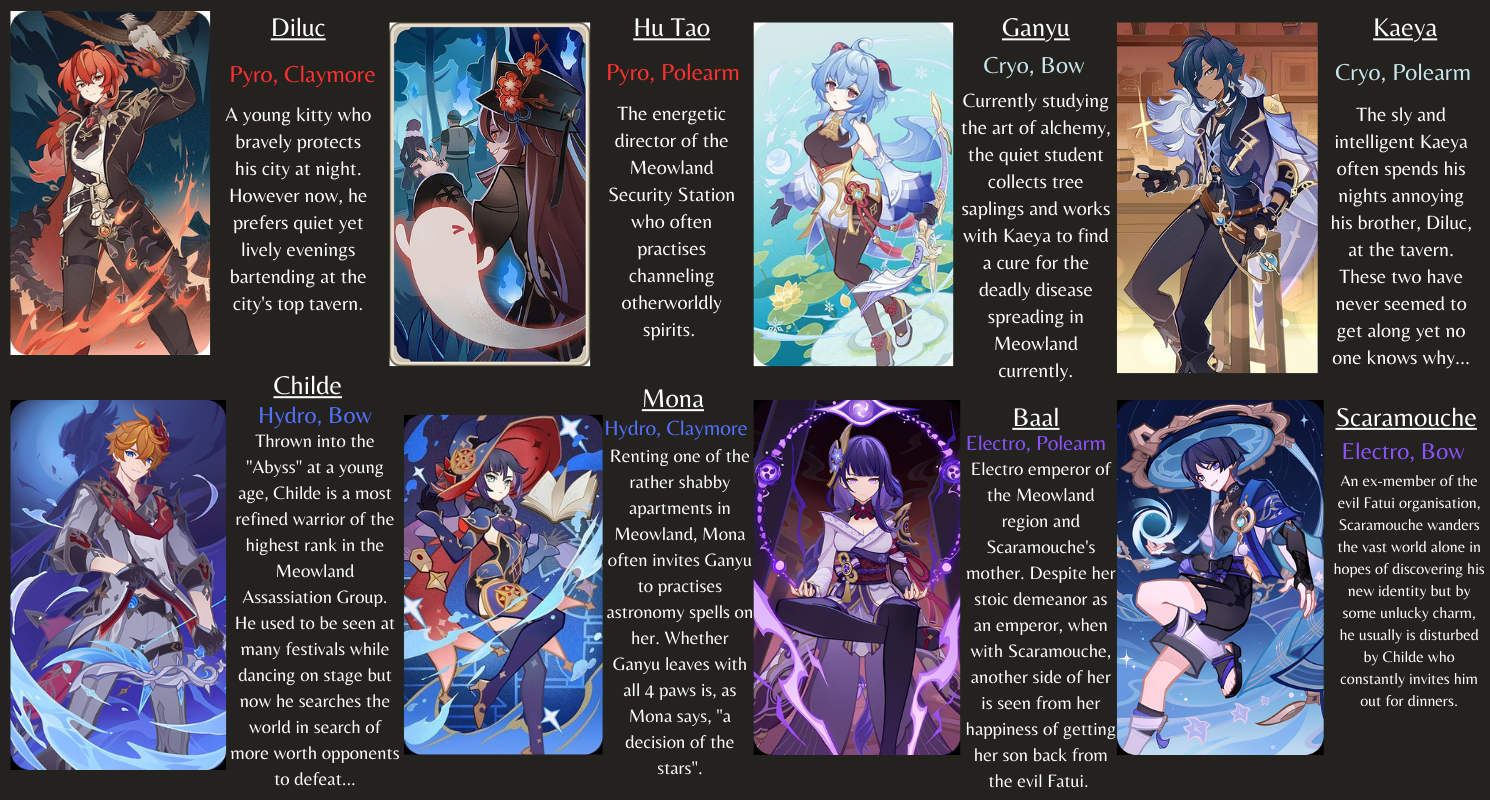 Diluc
Pyro, Claymore
A young kitty who
bravely protects
his city at night.
However now, he
prefers quiet yet
lively evenings
bartending at the
city's top tavern.
Hu Tao
Pyro, Polearm
The energetic
director of the
Meowland
Security Station
who often
practises
channeling
otherworldly
spirits.
Ganyu
Cryo, Bow
Currently studying
the art of alchemy,
the quiet student
collects tree
saplings and works
with Kaeya to find
a cure for the
deadly disease
spreading in
Meowland
currently.
Kaeya
Cryo, Polearm
The sly and
intelligent Kaeya
often spends his
nights annoying
his brother, Diluc,
at the tavern.
These two have
never seemed to
get along yet no
one knows why...
Childe
Hydro, Bow
Thrown into the
"Abyss" at a young
age, Childe is a most
refined warrior of the
highest rank in the
Meowland
Assassiation Group.
He used to be seen at
many festivals while
dancing on stage but
now he searches the
world in search of
more worth opponents
to defeat...
Mona
Hydro, Claymore
Renting one of the
rather shabby
apartments in
Meowland, Mona
often invites Ganyu
to practises
astronomy spells on
her. Whether
Ganyu leaves with
all 4 paws is, as
Mona says, "a
decision of the
stars".
Baal
Electro, Polearm
Electro emperor of
the Meowland
region and
Scaramouche's
mother. Despite her
stoic demeanor as
an emperor, when
with Scaramouche,
another side of her
is seen from her
happiness of getting
her son back from
the evil Fatui.
Scaramouche
Electro, Bow
An ex-member of the
evil Fatui organisation,
Scaramouche wanders
the vast world alone in
hopes of discovering his
new identity but by
some unlucky charm,
he usually is disturbed
by Childe who
constantly invites him
out for dinners.